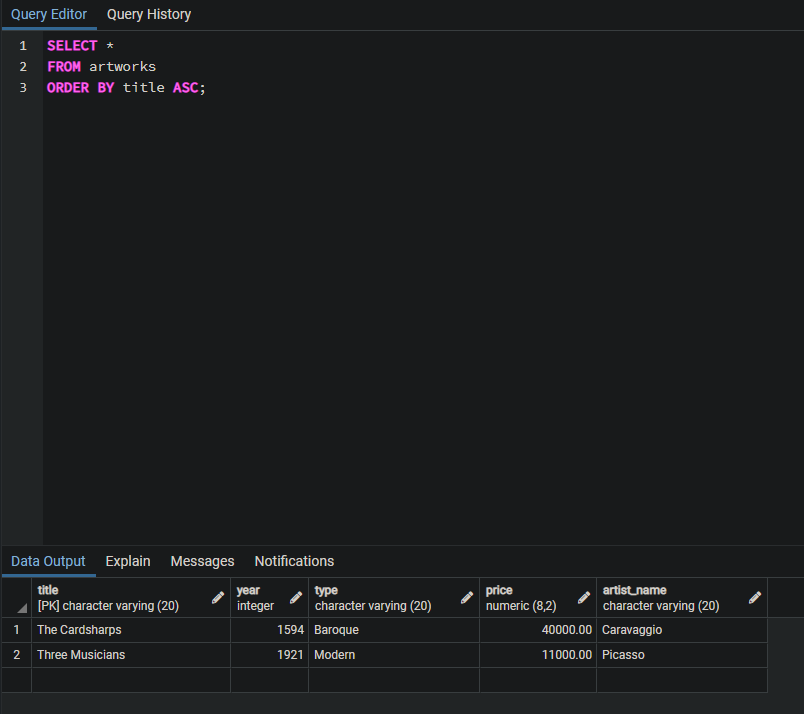 Query Editor Query History
1 SELECT *
2 FROM artworks
3 ORDER BY title ASC;
Data Output Explain Messages Notifications
title year type price artist_name
[PK] character varying (20) integer character varying (20) numeric (8,2) character varying (20)
1 The Cardsharps 1594 Baroque 40000.00 Caravaggio
2 Three Musicians 1921 Modern 11000.00 Picasso